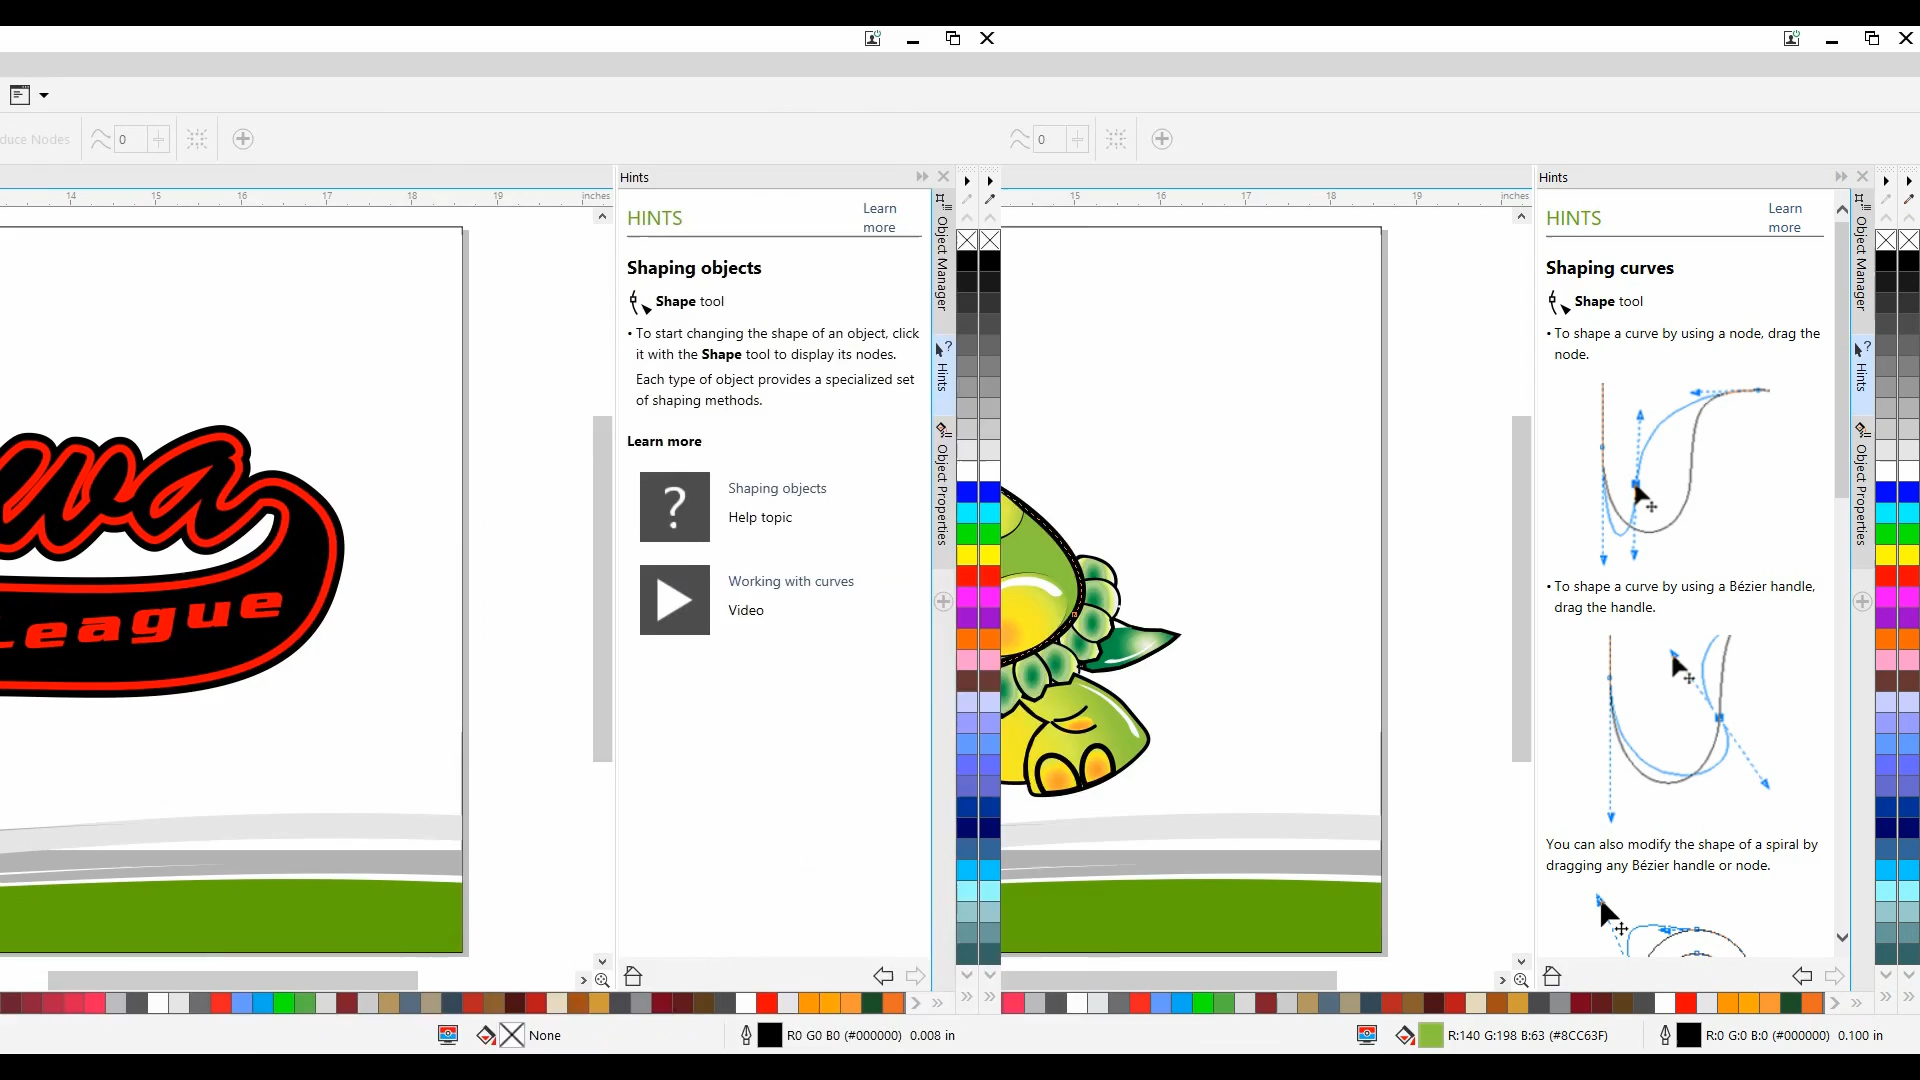 duce Nodes
0
0
Hints
Hints
14 15 16 17 18 19 inches
15 16 17 18 19 inches
HINTS
Learn
more
Shaping objects
Shape tool
• To start changing the shape of an object, click
it with the Shape tool to display its nodes.
Each type of object provides a specialized set
of shaping methods.
Learn more
?
Shaping objects
Help topic
Working with curves
Video
Object Manager
Hints
Object Properties
wa
League
HINTS
Learn
more
Shaping curves
Shape tool
• To shape a curve by using a node, drag the
node.
• To shape a curve by using a Bézier handle,
drag the handle.
You can also modify the shape of a spiral by
dragging any Bézier handle or node.
Object Manager
Hints
Object Properties
None
R0 G0 B0 (#000000) 0.008 in
R:140 G:198 B:63 (#8CC63F)
R:0 G:0 B:0 (#000000) 0.100 in